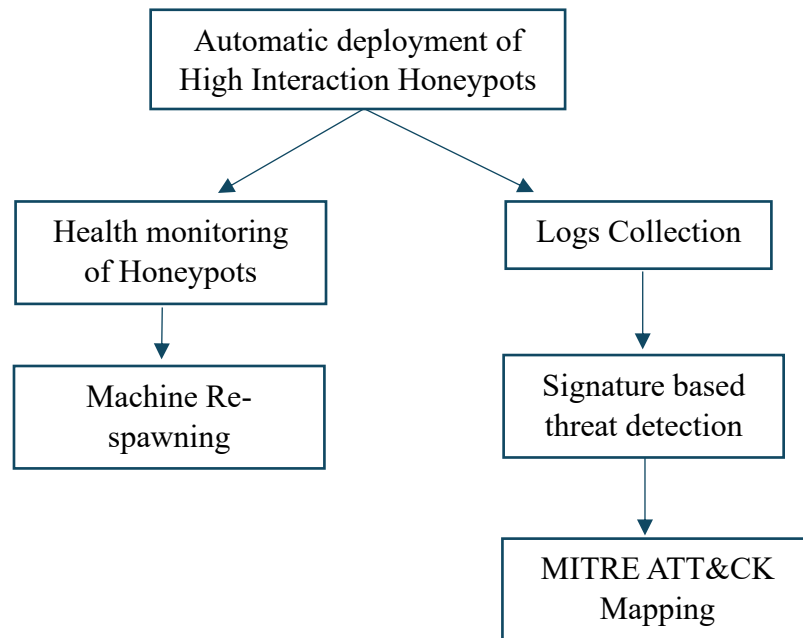 Automatic deployment of
High Interaction Honeypots
Health monitoring
of Honeypots
Logs Collection
Machine Re-
spawning
Signature based
threat detection
MITRE ATT&CK
Mapping